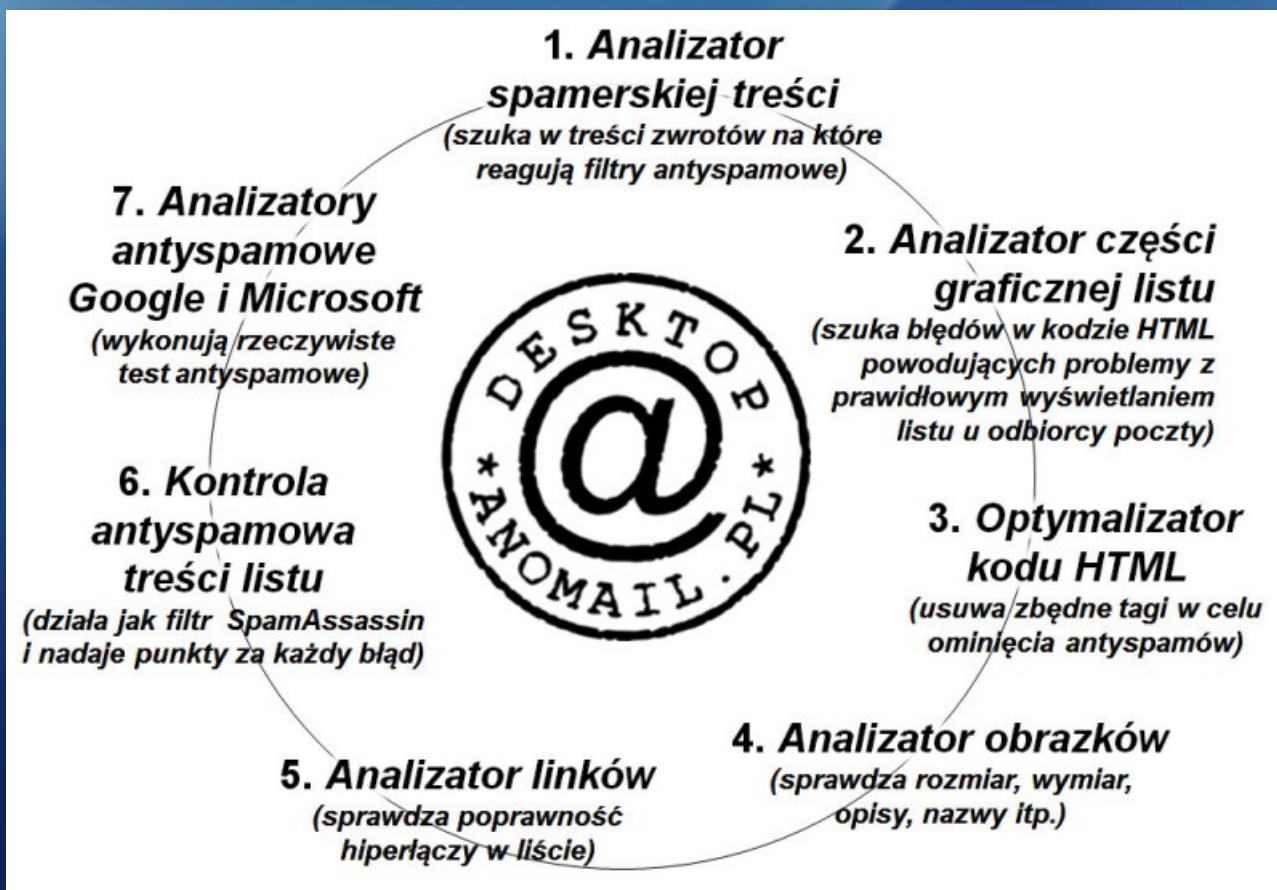 1. Analizator
spamerskiej treści
(szuka w treści zwrotów na które
reagują filtry antyspamowe)
2. Analizator części
graficznej listu
(szuka błędów w kodzie HTML
powodujących problemy z
prawidłowym wyświetlaniem
listu u odbiorcy poczty)
3. Optymalizator
kodu HTML
(usuwa zbędne tagi w celu
ominięcia antyspamów)
4. Analizator obrazków
(sprawdza rozmiar, wymiar,
opisy, nazwy itp.)
5. Analizator linków
(sprawdza poprawność
hiperłączy w liście)
6. Kontrola
antyspamowa
treści listu
(działa jak filtr SpamAssassin
i nadaje punkty za każdy błąd)
7. Analizatory
antyspamowe
Google i Microsoft
(wykonują rzeczywiste
test antyspamowe)
DESKTOP
@
* ANOMAIL.PL *